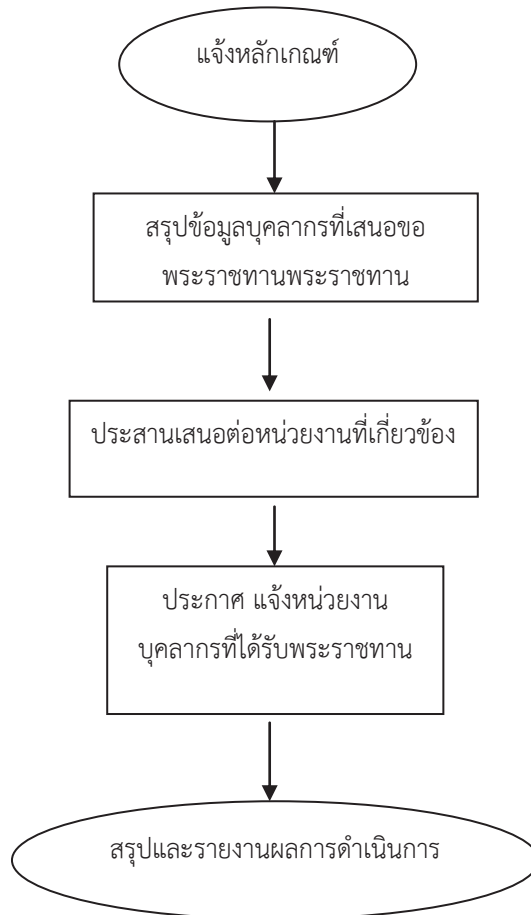 แจ้งหลักเกณฑ์
สรุปข้อมูลบุคลากรที่เสนอขอ
พระราชทานพระราชทาน
ประสานเสนอต่อหน่วยงานที่เกี่ยวข้อง
ประกาศ แจ้งหน่วยงาน
บุคลากรที่ได้รับพระราชทาน
สรุปและรายงานผลการดำเนินการ